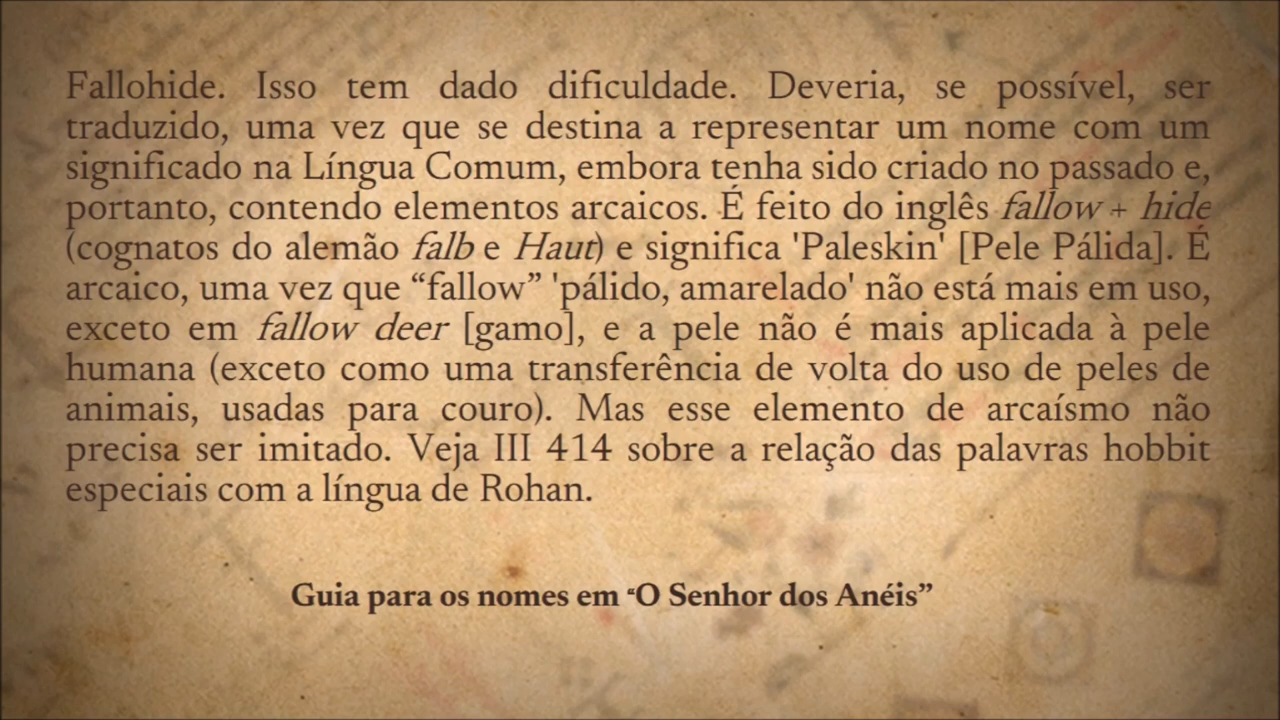 Fallohide. Isso tem dado dificuldade. Deveria, se possível, ser
traduzido, uma vez que se destina a representar um nome com um
significado na Língua Comum, embora tenha sido criado no passado e,
portanto, contendo elementos arcaicos. É feito do inglês fallow + hide
(cognatos do alemão falb e Haut) e significa 'Paleskin' [Pele Pálida]. É
arcaico, uma vez que “fallow” 'pálido, amarelado' não está mais em uso,
exceto em fallow deer [gamo], e a pele não é mais aplicada à pele
humana (exceto como uma transferência de volta do uso de peles de
animais, usadas para couro). Mas esse elemento de arcaísmo não
precisa ser imitado. Veja III 414 sobre a relação das palavras hobbit
especiais com a língua de Rohan.
Guia para os nomes em “O Senhor dos Anéis”